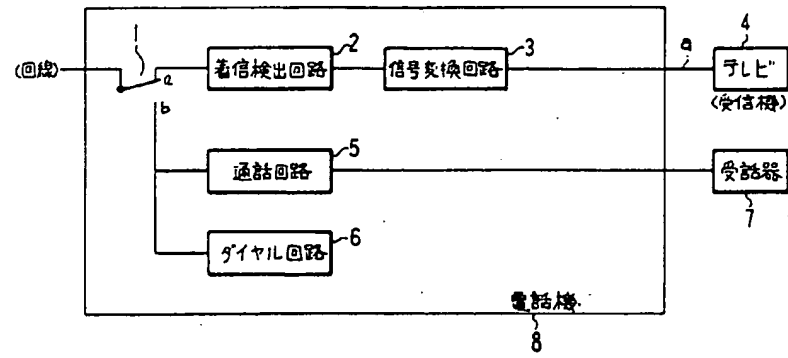 1
2
3
4
(回線)
a
b
着信検出回路
信号変換回路
a
テレビ
(受信機)
5
通話回路
受話器
7
6
ダイヤル回路
電話機
8